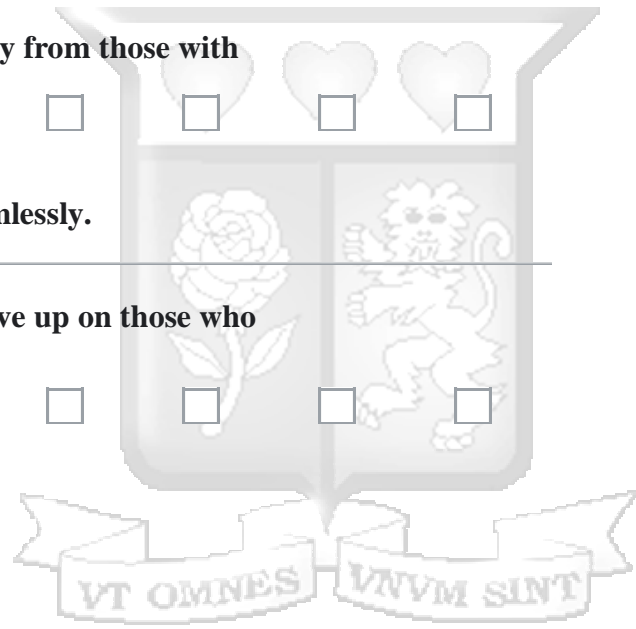 y from those with
nlessly.
ve up on those who
VT OMNES VNVM SINT